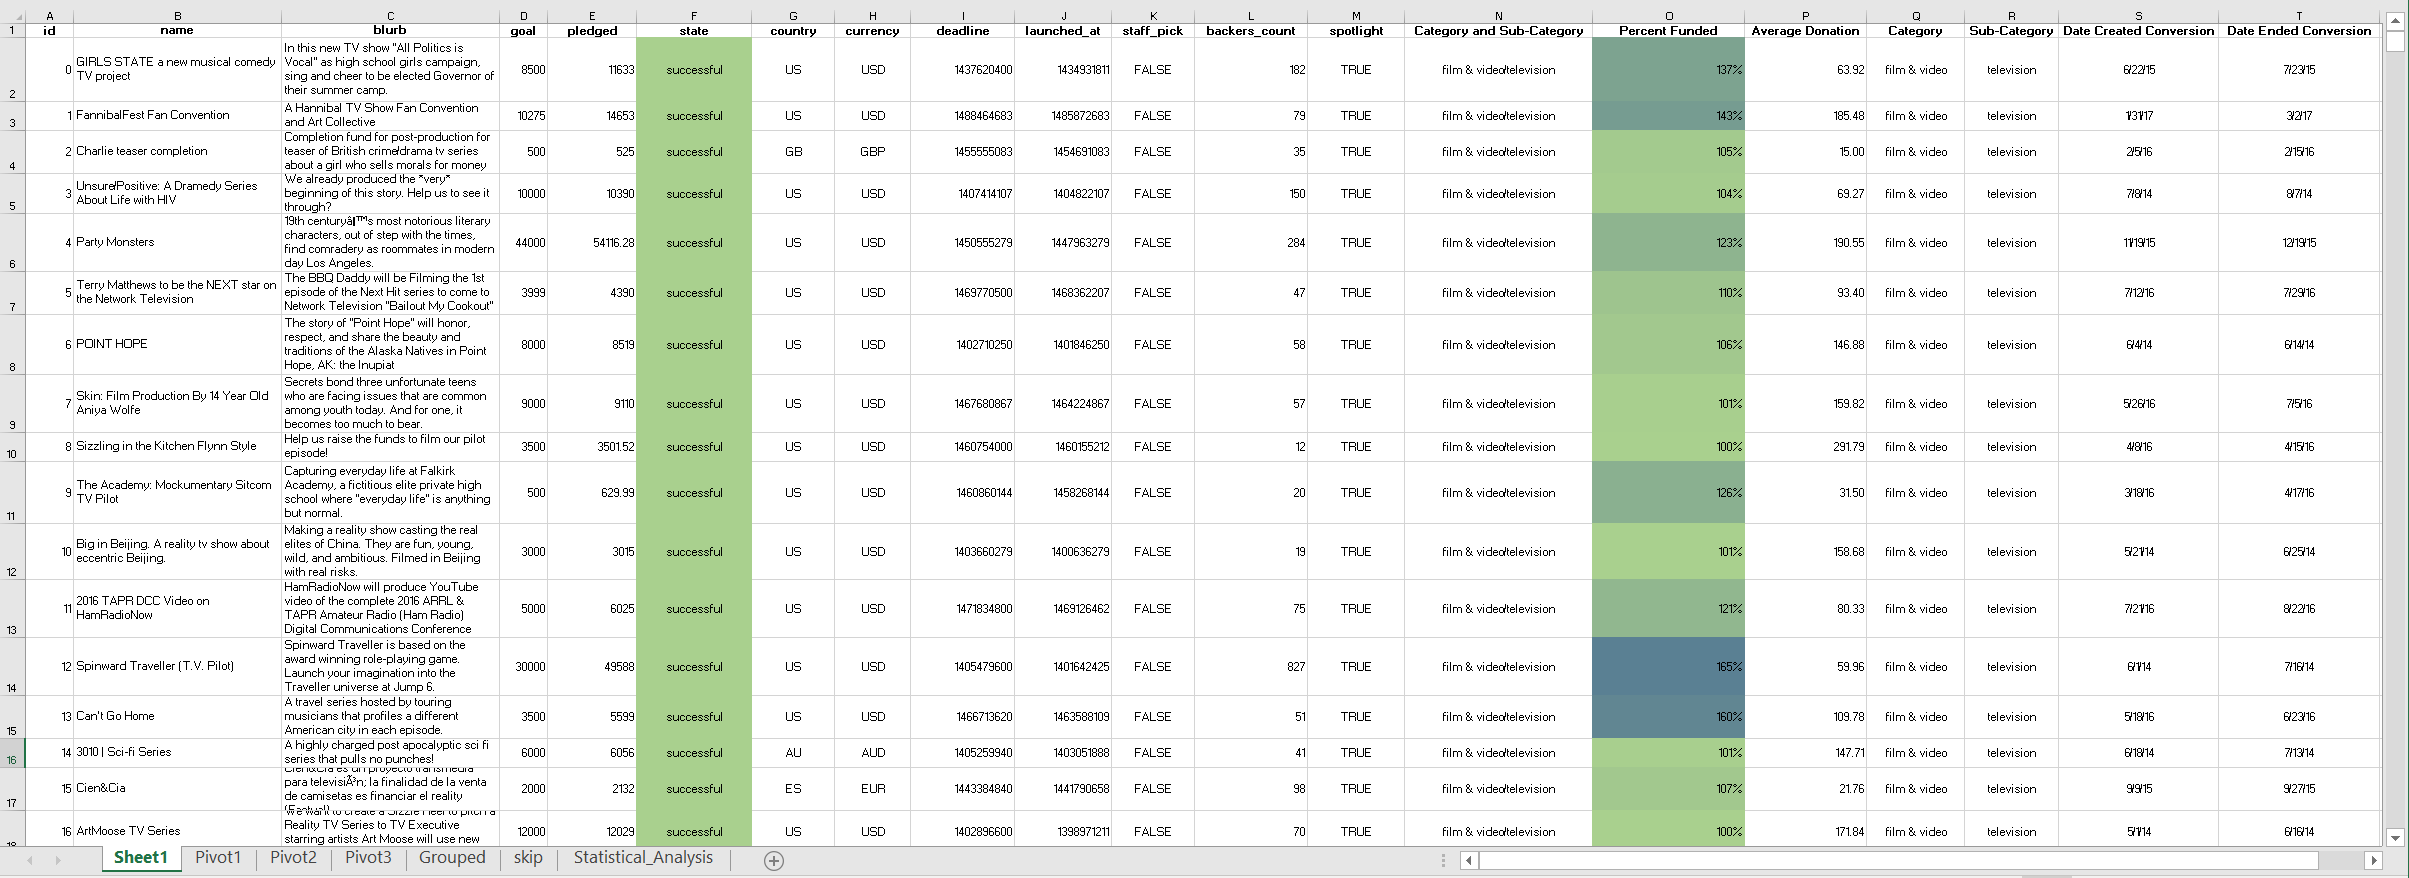 A B C D E F G H I J K L M N O P Q R S T
1 id name blurb goal pledged state country currency deadline launched_at staff_pick backers_count spotlight Category and Sub-Category Percent Funded Average Donation Category Sub-Category Date Created Conversion Date Ended Conversion
2 0 GIRLS STATE a new musical comedy TV project In this new TV show "All Politics is Vocal" as high school girls campaign, sing and cheer to be elected Governor of their summer camp. 8500 11633 successful US USD 1437620400 1434931811 FALSE 182 TRUE film & video/television 137% 63.92 film & video television 6/22/15 7/23/15
3 1 FannibalFest Fan Convention A Hannibal TV Show Fan Convention and Art Collective 10275 14653 successful US USD 1488464683 1485872683 FALSE 79 TRUE film & video/television 143% 185.48 film & video television 1/31/17 3/2/17
4 2 Charlie teaser completion Completion fund for post-production for teaser of British crime/drama tv series about a girl who sells morals for money 500 525 successful GB GBP 1455555083 1454691083 FALSE 35 TRUE film & video/television 105% 15.00 film & video television 2/5/16 2/15/16
5 3 Unsure/Positive: A Dramedy Series About Life with HIV We already produced the *very* beginning of this story. Help us to see it through? 10000 10390 successful US USD 1407414107 1404822107 FALSE 150 TRUE film & video/television 104% 69.27 film & video television 7/8/14 8/7/14
6 4 Party Monsters 19th centuryâ€™s most notorious literary characters, out of step with the times, find comradery as roommates in modern day Los Angeles. 44000 54116.28 successful US USD 1450555279 1447963279 FALSE 284 TRUE film & video/television 123% 190.55 film & video television 11/19/15 12/19/15
7 5 Terry Matthews to be the NEXT star on the Network Television The BBQ Daddy will be Filming the 1st episode of the Next Hit series to come to Network Television "Bailout My Cookout" 3999 4390 successful US USD 1469770500 1468362207 FALSE 47 TRUE film & video/television 110% 93.40 film & video television 7/12/16 7/29/16
8 6 POINT HOPE The story of "Point Hope" will honor, respect, and share the beauty and traditions of the Alaska Natives in Point Hope, AK: the Inupiat 8000 8519 successful US USD 1402710250 1401846250 FALSE 58 TRUE film & video/television 106% 146.88 film & video television 6/4/14 6/14/14
9 7 Skin: Film Production By 14 Year Old Aniya Wolfe Secrets bond three unfortunate teens who are facing issues that are common among youth today. And for one, it becomes too much to bear. 9000 9110 successful US USD 1467680867 1464224867 FALSE 57 TRUE film & video/television 101% 159.82 film & video television 5/26/16 7/5/16
10 8 Sizzling in the Kitchen Flynn Style Help us raise the funds to film our pilot episode! 3500 3501.52 successful US USD 1460754000 1460155212 FALSE 12 TRUE film & video/television 100% 291.79 film & video television 4/8/16 4/15/16
11 9 The Academy: Mockumentary Sitcom TV Pilot Capturing everyday life at Falkirk Academy, a fictitious elite private high school where "everyday life" is anything but normal. 500 629.99 successful US USD 1460860144 1458268144 FALSE 20 TRUE film & video/television 126% 31.50 film & video television 3/18/16 4/17/16
12 10 Big in Beijing. A reality tv show about eccentric Beijing. Making a reality show casting the real elites of China. They are fun, young, wild, and ambitious. Filmed in Beijing with real risks. 3000 3015 successful US USD 1403660279 1400636279 FALSE 19 TRUE film & video/television 101% 158.68 film & video television 5/21/14 6/25/14
13 11 2016 TAPR DCC Video on HamRadioNow HamRadioNow will produce YouTube video of the complete 2016 ARRL & TAPR Amateur Radio (Ham Radio) Digital Communications Conference 5000 6025 successful US USD 1471834800 1469126462 FALSE 75 TRUE film & video/television 121% 80.33 film & video television 7/21/16 8/22/16
14 12 Spinward Traveller (T.V. Pilot) Spinward Traveller is based on the award winning role-playing game. Launch your imagination into the Traveller universe at Jump 6. 30000 49588 successful US USD 1405479600 1401642425 FALSE 827 TRUE film & video/television 165% 59.96 film & video television 6/1/14 7/16/14
15 13 Can't Go Home A travel series hosted by touring musicians that profiles a different American city in each episode. 3500 5599 successful US USD 1466713620 1463588109 FALSE 51 TRUE film & video/television 160% 109.78 film & video television 5/18/16 6/23/16
16 14 3010 | Sci-fi Series A highly charged post apocalyptic sci fi series that pulls no punches! 6000 6056 successful AU AUD 1405259940 1403051888 FALSE 41 TRUE film & video/television 101% 147.71 film & video television 6/18/14 7/13/14
17 15 Cien&Cia Cien&Cia es un proyecto transmedia para televisiÃ³n; la finalidad de la venta de camisetas es financiar el reality (Factual) 2000 2132 successful ES EUR 1443384840 1441790658 FALSE 98 TRUE film & video/television 107% 21.76 film & video television 9/9/15 9/27/15
18 16 ArtMoose TV Series We want to create a Sizzle Reel to pitch a Reality TV Series to TV Executive starring artists Art Moose will use new 12000 12029 successful US USD 1402896600 1398971211 FALSE 70 TRUE film & video/television 100% 171.84 film & video television 5/1/14 6/16/14
Sheet1 Pivot1 Pivot2 Pivot3 Grouped skip Statistical_Analysis